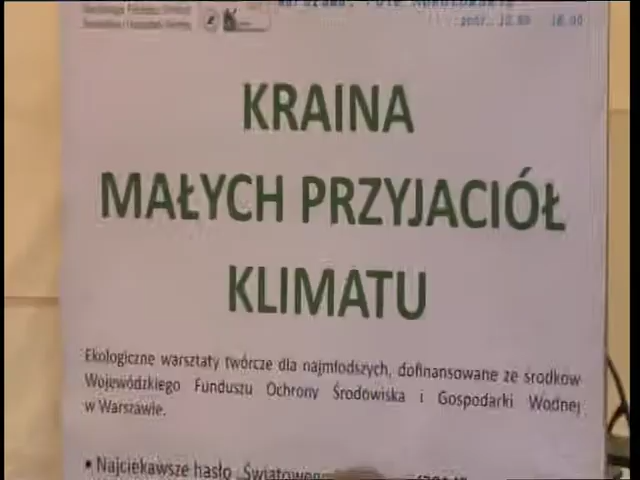 KRAINA
MAŁYCH PRZYJACIÓŁ
KLIMATU
Ekologiczne warsztaty twórcze dla najmłodszych, dofinansowane ze środków
Wojewódzkiego Funduszu Ochrony Środowiska i Gospodarki Wodnej
w Warszawie.
• Najciekawsze hasło